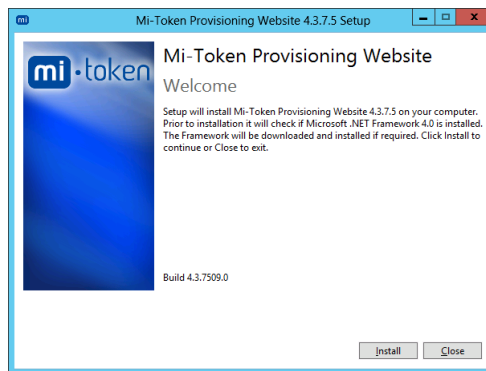 mi
Mi-Token Provisioning Website 4.3.7.5 Setup
mi·token
Mi-Token Provisioning Website
Welcome
Setup will install Mi-Token Provisioning Website 4.3.7.5 on your computer.
Prior to installation it will check if Microsoft .NET Framework 4.0 is installed.
The Framework will be downloaded and installed if required. Click Install to
continue or Close to exit.
Build 4.3.7509.0
Install
Close